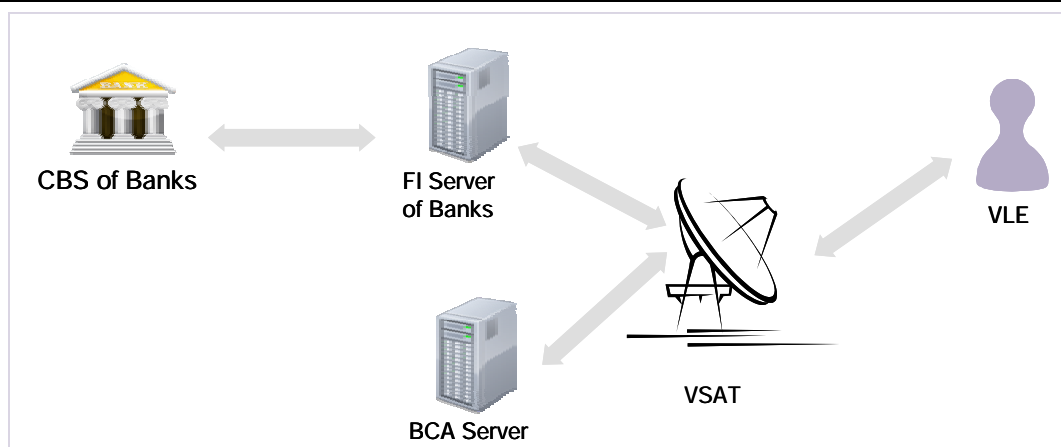 BANK
CBS of Banks
FI Server
of Banks
VLE
VSAT
BCA Server